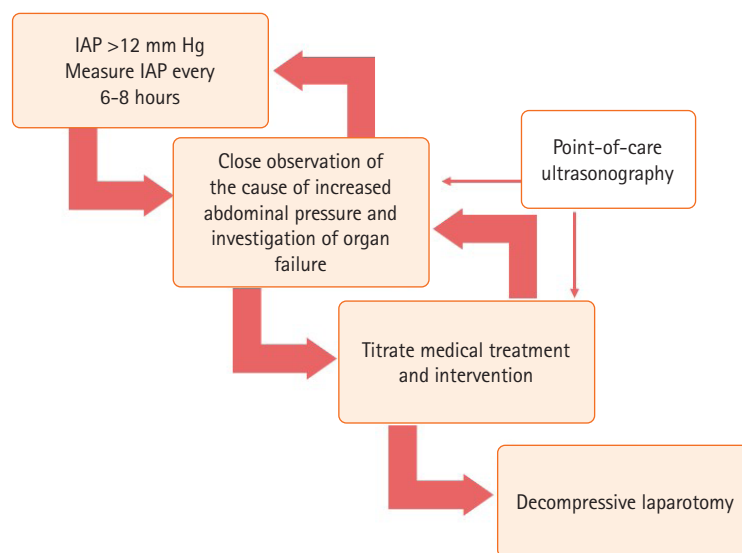 IAP >12 mm Hg
Measure IAP every
6-8 hours
Close observation of
the cause of increased
abdominal pressure and
investigation of organ
failure
Point-of-care
ultrasonography
Titrate medical treatment
and intervention
Decompressive laparotomy